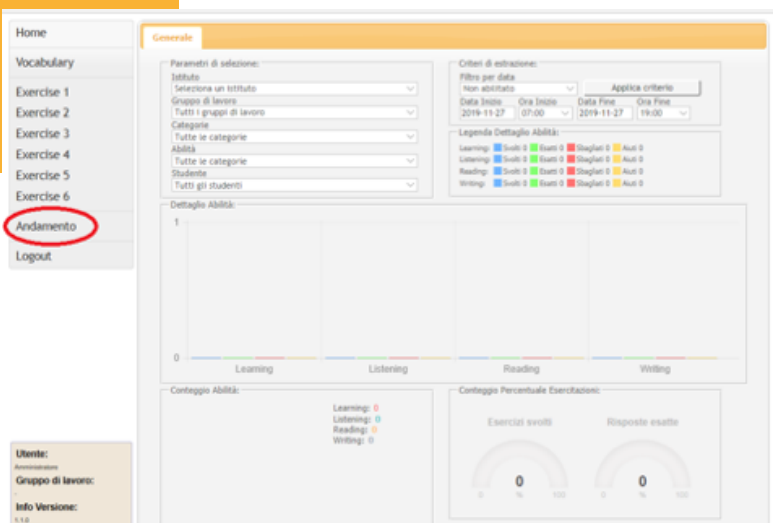 Home
Vocabulary
Exercise 1
Exercise 2
Exercise 3
Exercise 4
Exercise 5
Exercise 6
Andamento
Logout
Utente:
Amministratore
Gruppo di lavoro:
-
Info Versione:
1.1.6
Generale
Parametri di selezione:
Istituto
Seleziona un istituto
Gruppo di lavoro
Tutti i gruppi di lavoro
Categorie
Tutte le categorie
Abilità
Tutte le categorie
Studente
Tutti gli studenti
Criteri di estrazione:
Filtro per data
Non abilitato Applica criterio
Data Inizio Ora Inizio Data Fine Ora Fine
2019-11-27 07:00 2019-11-27 19:00
Legenda Dettaglio Abilità:
Learning: Svolti 0 Esatti 0 Sbagliati 0 Aiuti 0
Listening: Svolti 0 Esatti 0 Sbagliati 0 Aiuti 0
Reading: Svolti 0 Esatti 0 Sbagliati 0 Aiuti 0
Writing: Svolti 0 Esatti 0 Sbagliati 0 Aiuti 0
Dettaglio Abilità:
1
0
Learning Listening Reading Writing
Conteggio Abilità:
Learning: 0
Listening: 0
Reading: 0
Writing: 0
Conteggio Percentuale Esercitazioni:
Esercizi svolti Risposte esatte
0 0
0 % 100 0 % 100